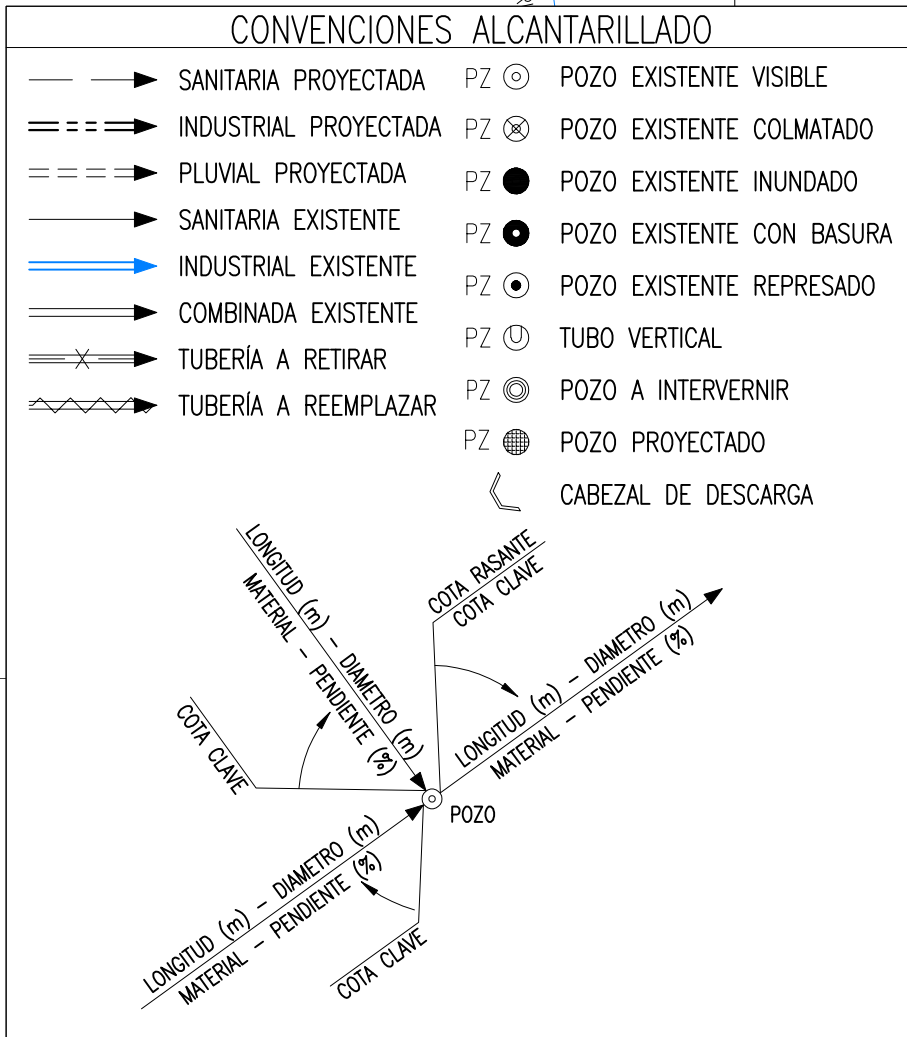 CONVENCIONES ALCANTARILLADO
SANITARIA PROYECTADA
INDUSTRIAL PROYECTADA
PLUVIAL PROYECTADA
SANITARIA EXISTENTE
INDUSTRIAL EXISTENTE
COMBINADA EXISTENTE
TUBERÍA A RETIRAR
TUBERÍA A REEMPLAZAR
PZ POZO EXISTENTE VISIBLE
PZ POZO EXISTENTE COLMATADO
PZ POZO EXISTENTE INUNDADO
PZ POZO EXISTENTE CON BASURA
PZ POZO EXISTENTE REPRESADO
PZ TUBO VERTICAL
PZ POZO A INTERVERNIR
PZ POZO PROYECTADO
CABEZAL DE DESCARGA
LONGITUD (m) - DIAMETRO (m)
MATERIAL - PENDIENTE (%)
COTA RASANTE
COTA CLAVE
LONGITUD (m) - DIAMETRO (m)
MATERIAL - PENDIENTE (%)
COTA CLAVE
POZO
LONGITUD (m) - DIAMETRO (m)
MATERIAL - PENDIENTE (%)
COTA CLAVE